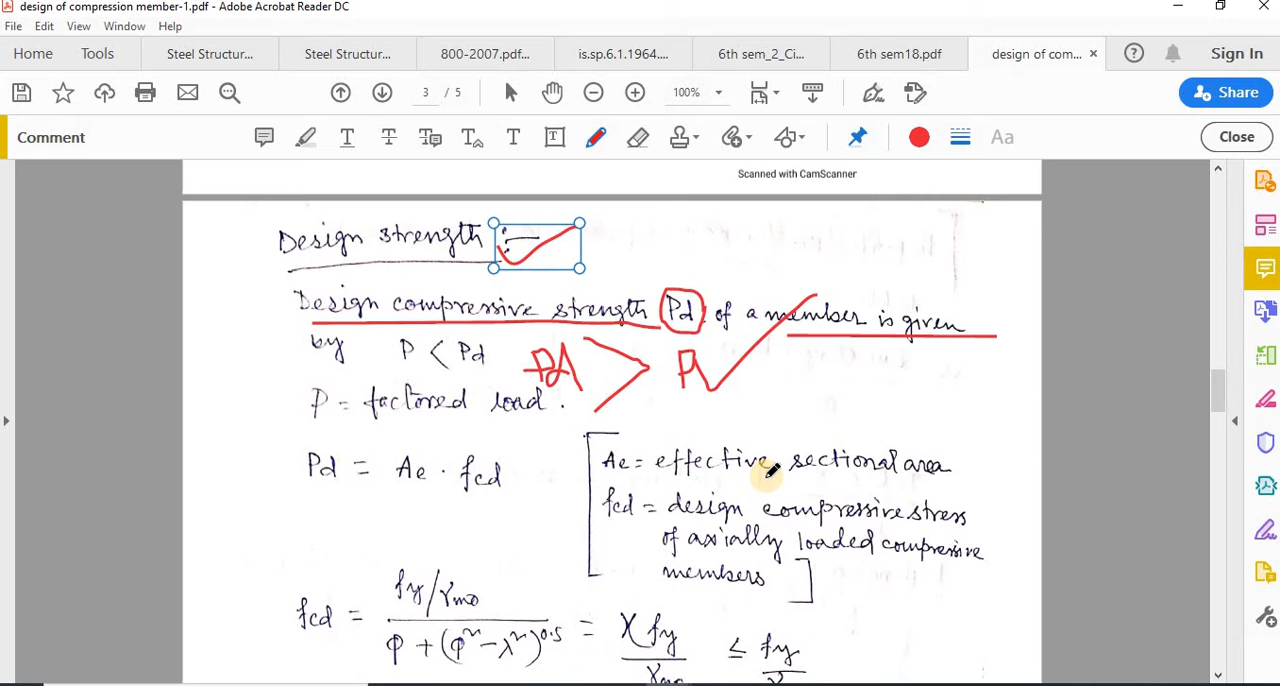 design of compression member-1.pdf - Adobe Acrobat Reader DC
File Edit View Window Help
Home Tools Steel Structur... Steel Structur... 800-2007.pdf... is.sp.6.1.1964.... 6th sem_2_Ci... 6th sem18.pdf design of com... × Sign In
3 / 5 100% Share
Comment Aa Close
Scanned with CamScanner
Design strength :-
Design compressive strength Pd of a member is given
by P < Pd Pd > P
P = factored load.
Pd = Ae · fcd
[Ae = effective sectional area
fcd = design compressive stress
of axially loaded compressive
members ]
fcd = fy/γmo / φ + (φ² - λ²)^0.5 = χ fy / γmo ≤ fy / γ